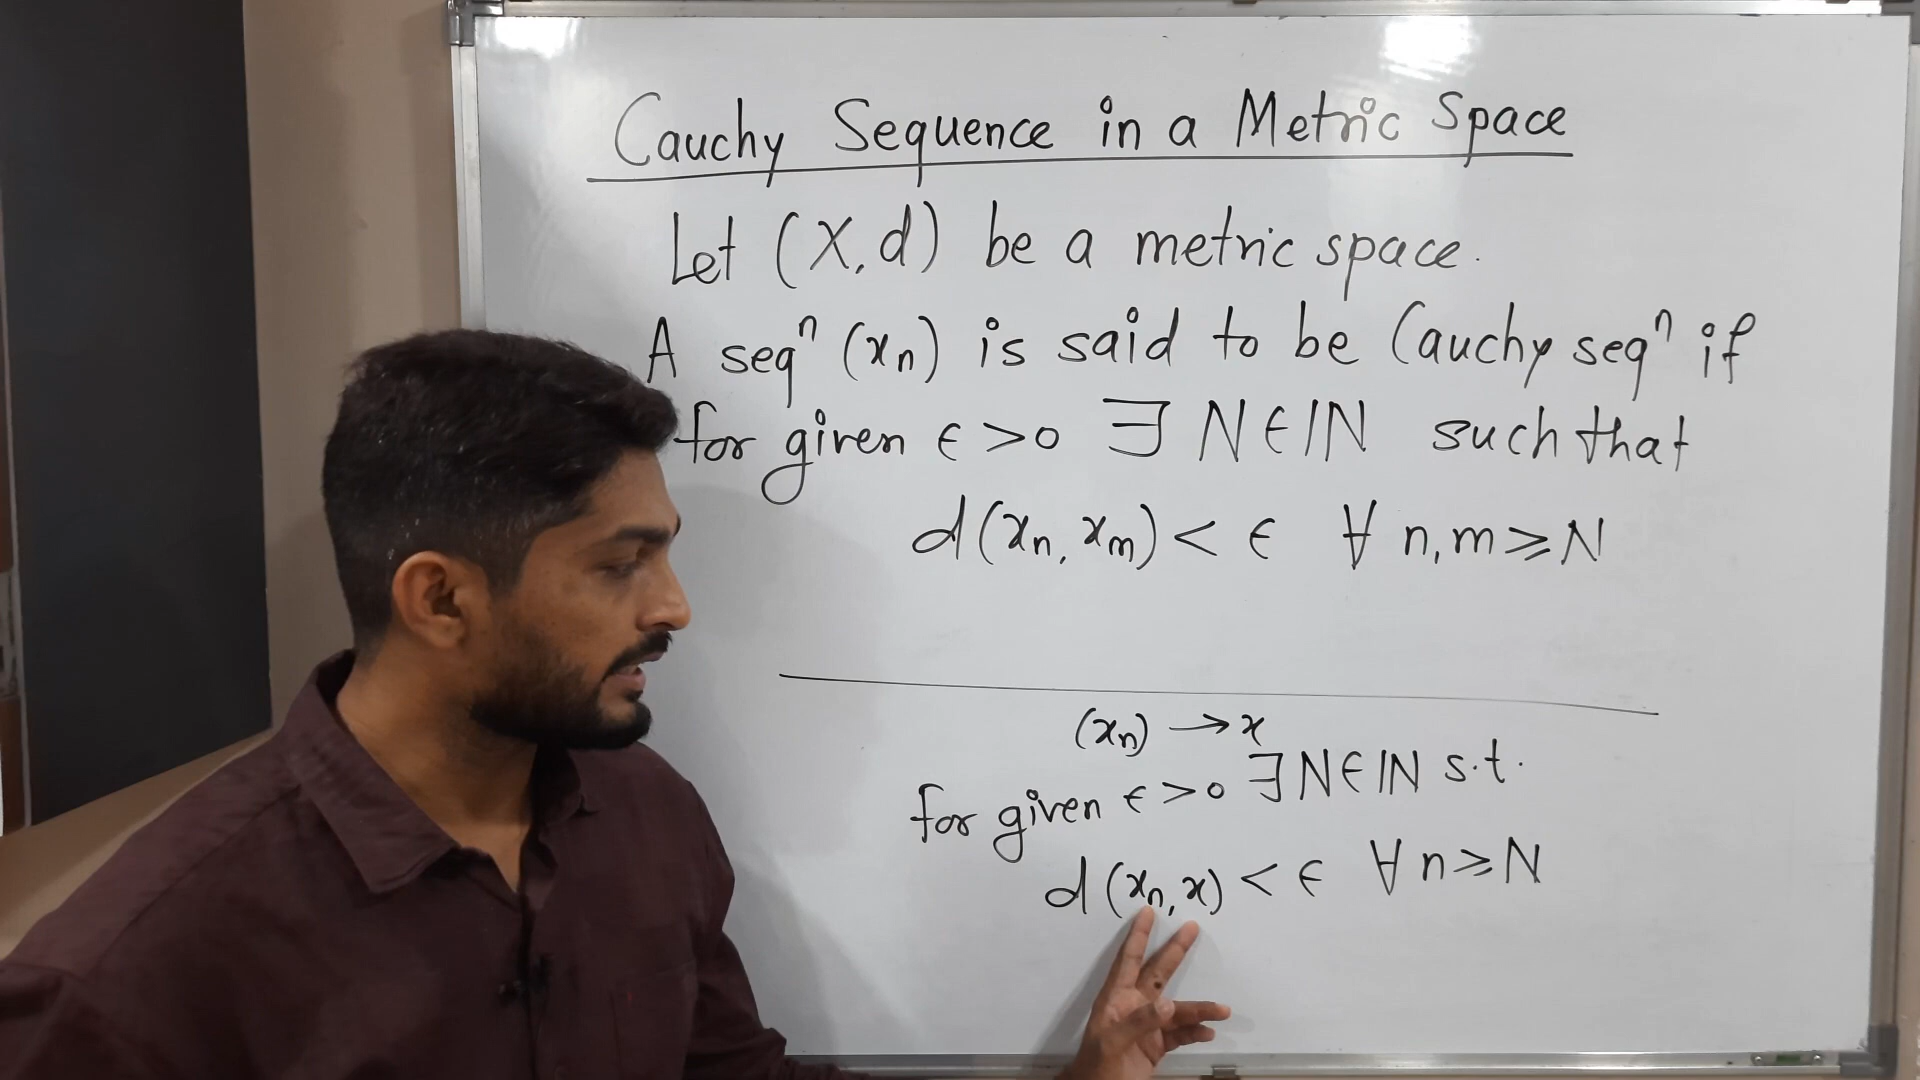 Cauchy Sequence in a Metric Space
Let (X, d) be a metric space.
A seqⁿ (xₙ) is said to be Cauchy seqⁿ if
for given ϵ > 0 ∃ N ∈ ℕ such that
d(xₙ, xₘ) < ϵ ∀ n, m ⩾ N
(xₙ) → x
for given ϵ > 0 ∃ N ∈ ℕ s.t.
d(xₙ, x) < ϵ ∀ n ⩾ N